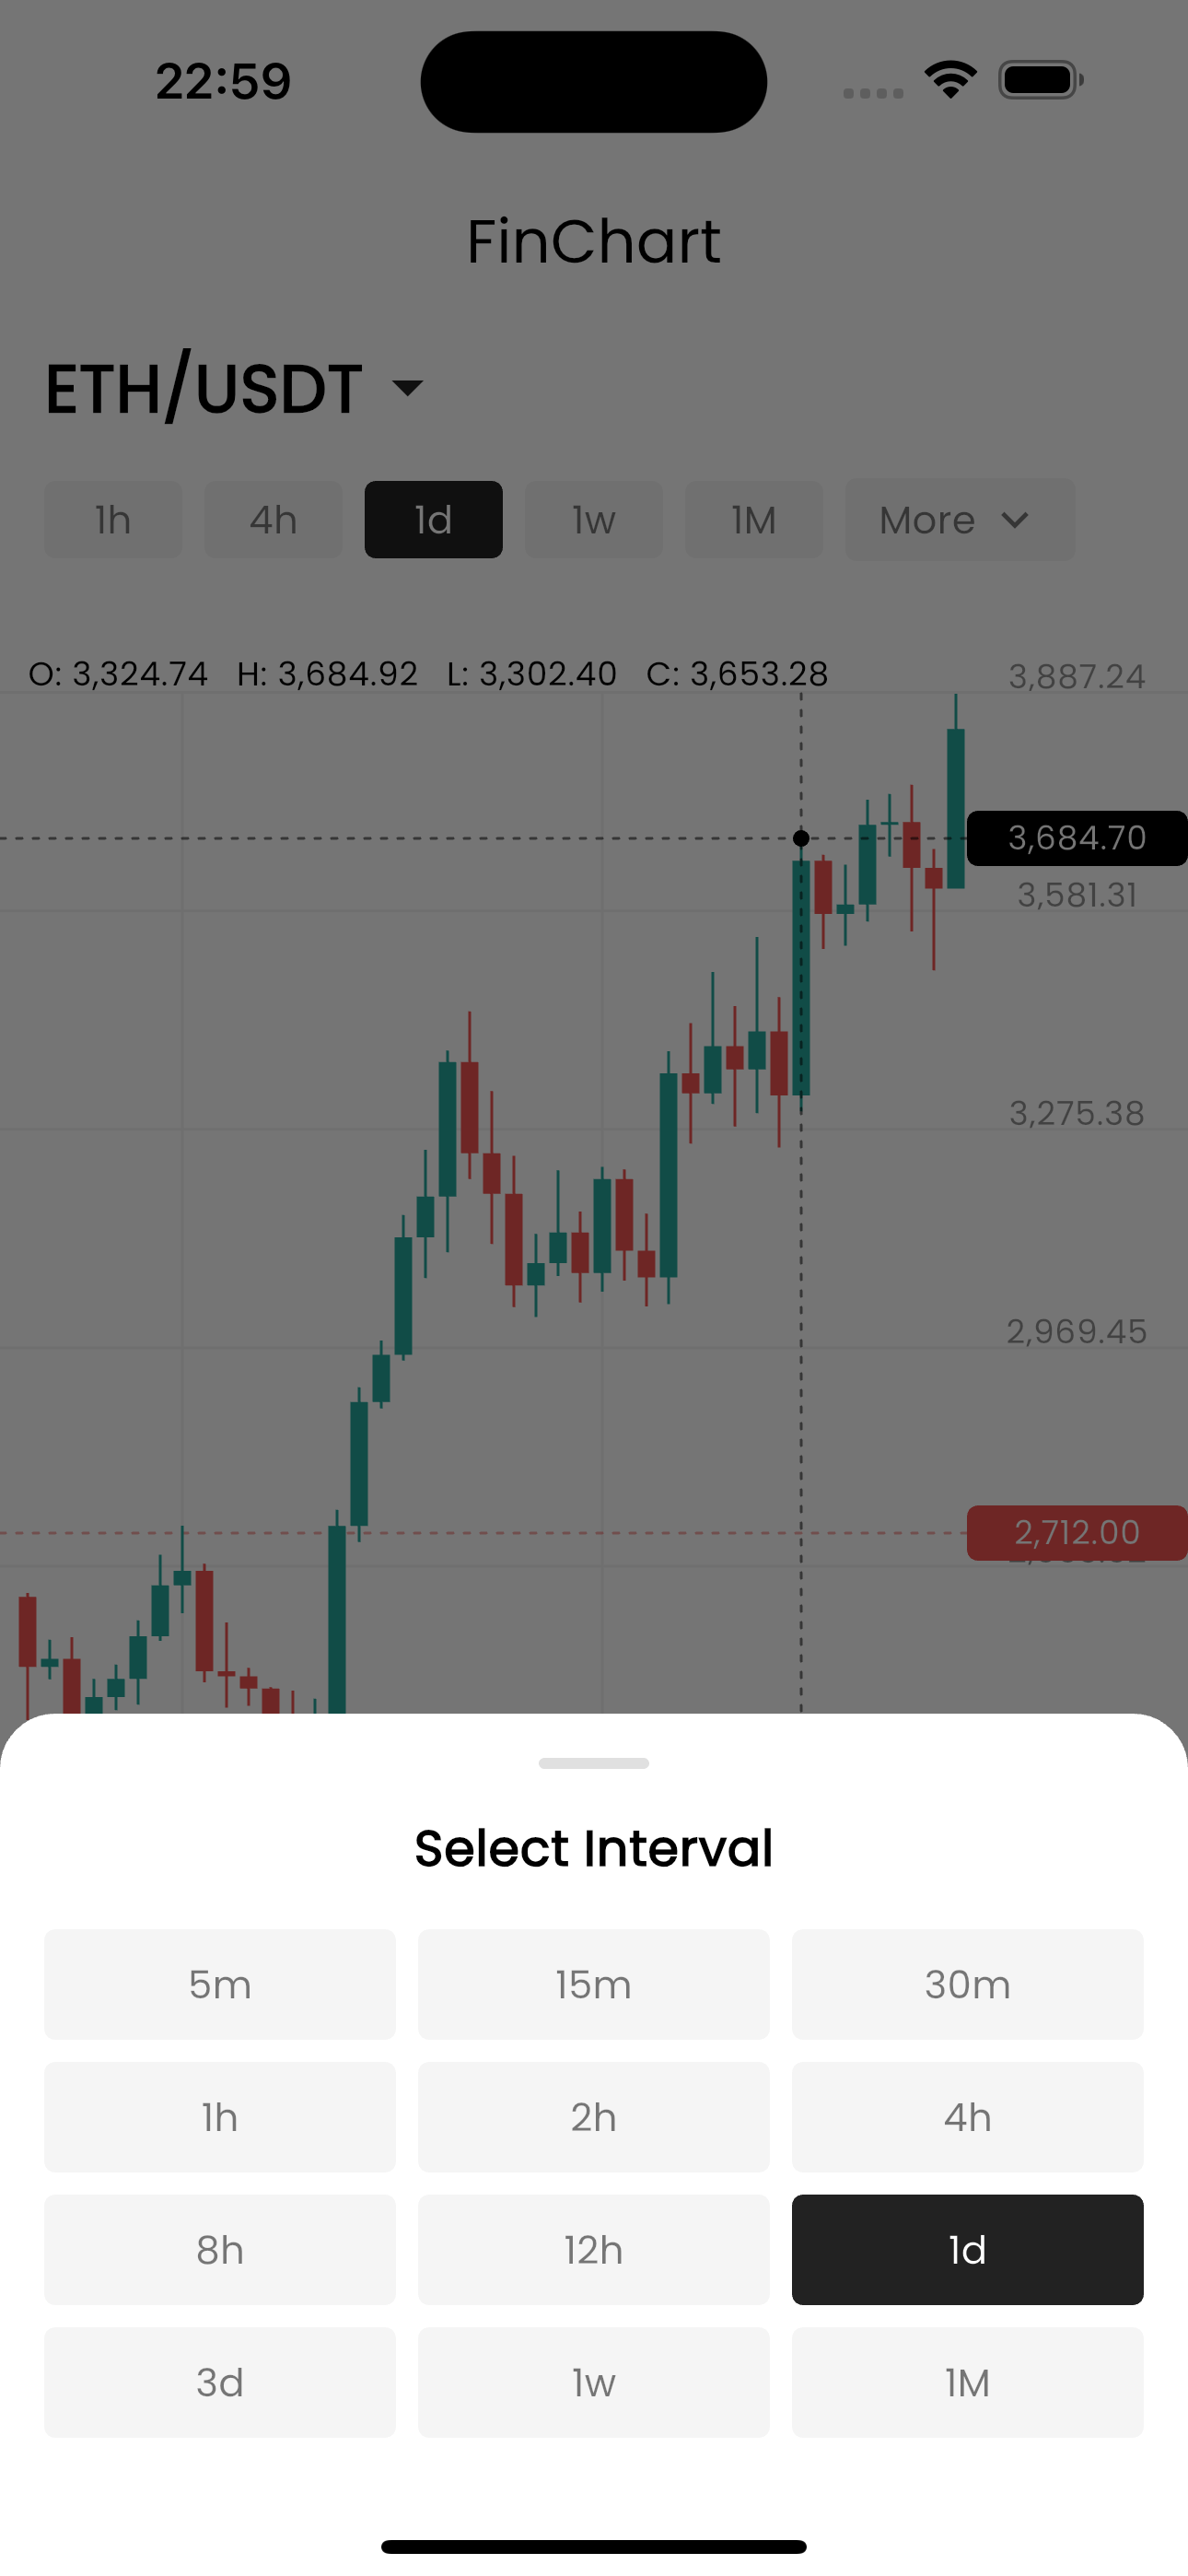 22:59
FinChart
ETH/USDT
1h 4h 1d 1w 1M More
O: 3,324.74 H: 3,684.92 L: 3,302.40 C: 3,653.28
3,887.24
3,684.70
3,581.31
3,275.38
2,969.45
2,712.00
Select Interval
5m 15m 30m
1h 2h 4h
8h 12h 1d
3d 1w 1M